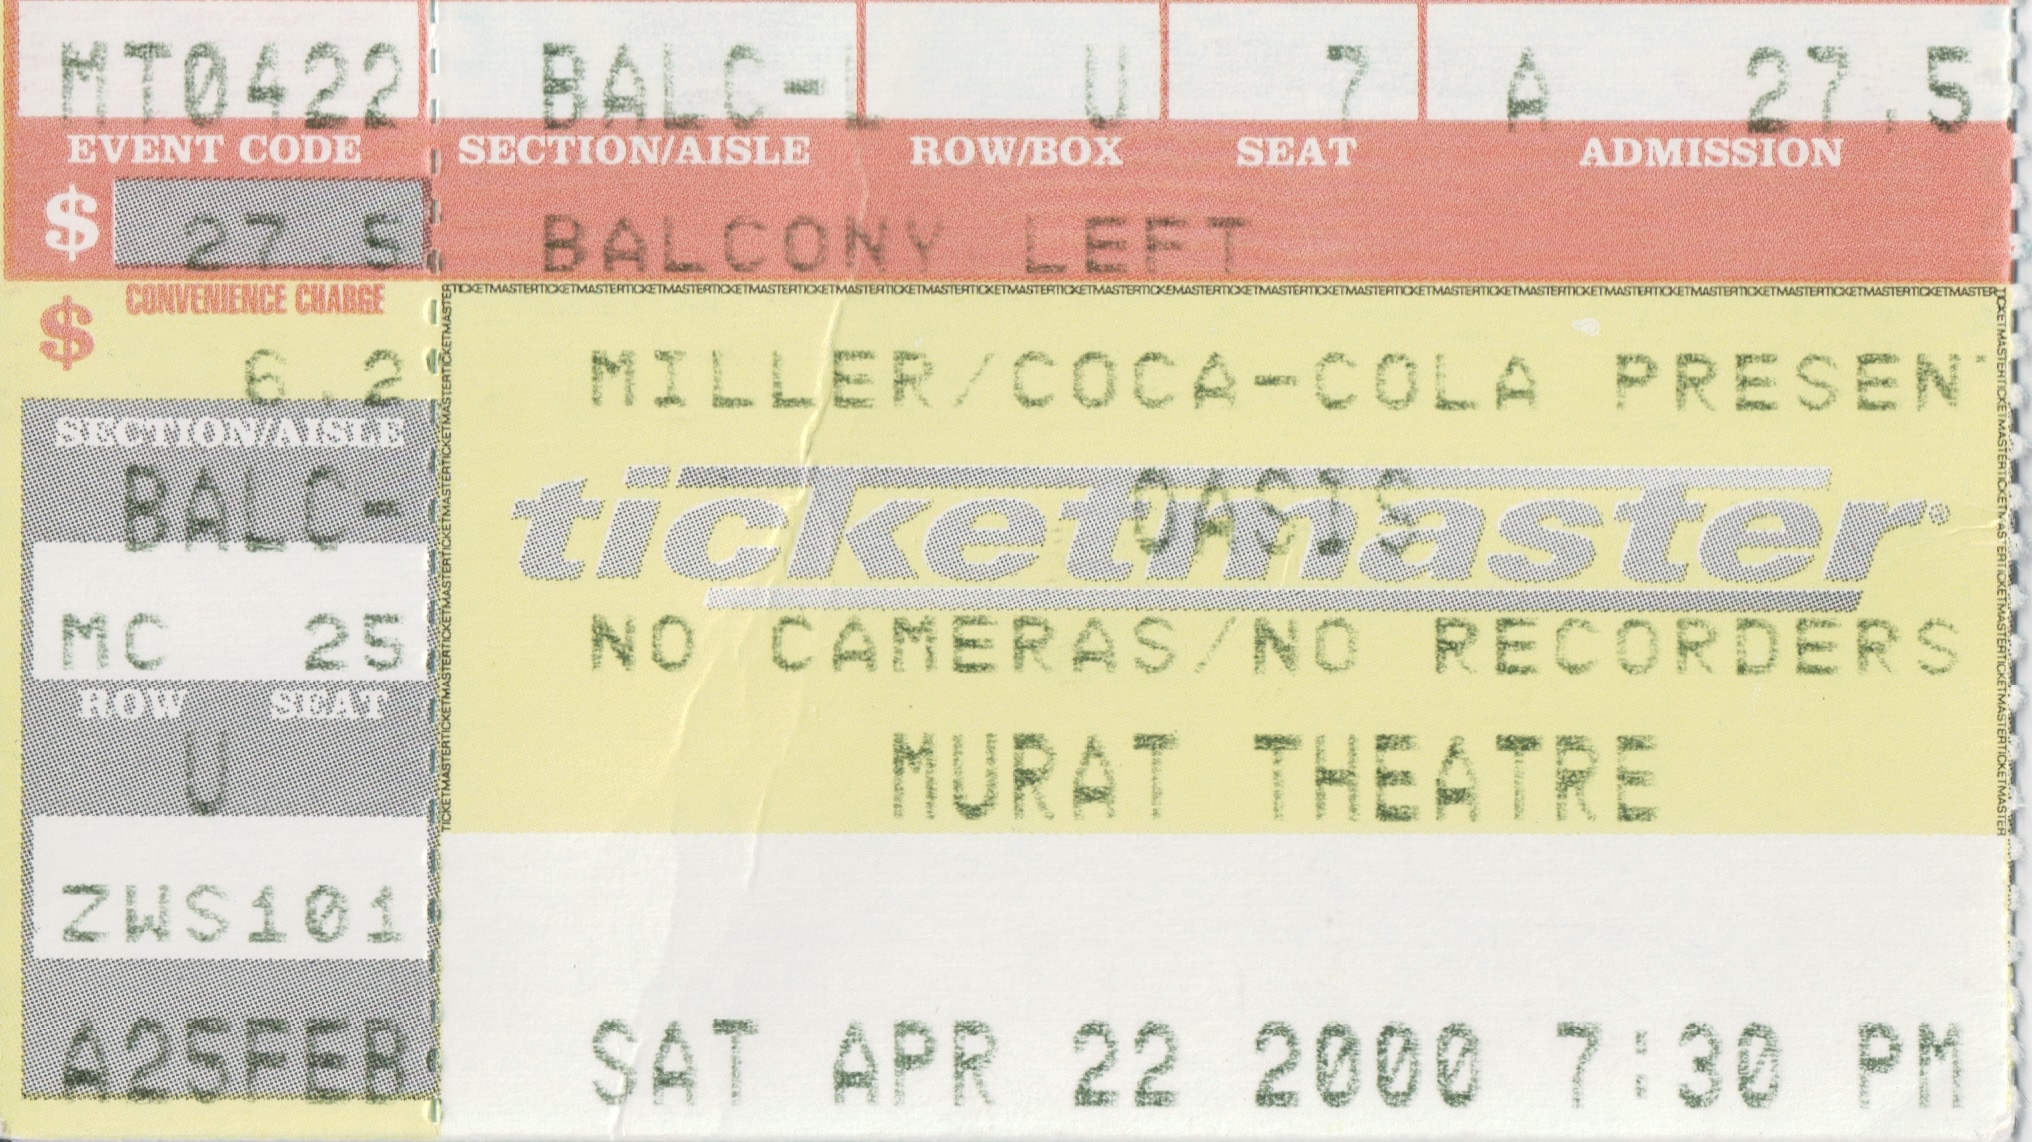 MT0422 BALC-L U 7 A 27.5
EVENT CODE SECTION/AISLE ROW/BOX SEAT ADMISSION
$ 27.5 BALCONY LEFT
CONVENIENCE CHARGE
$ 6.2
TICKETMASTERTICKETMASTERTICKETMASTERTICKETMASTERTICKETMASTERTICKETMASTERTICKETMASTERTICKETMASTERTICKETMASTERTICKETMASTERTICKETMASTERTICKETMASTER
MILLER/COCA-COLA PRESEN
SECTION/AISLE
BALC-
ticketmaster®
OASIS
MC 25
NO CAMERAS/NO RECORDERS
ROW SEAT
U
MURAT THEATRE
ZWS101
A25FEB
SAT APR 22 2000 7:30 PM